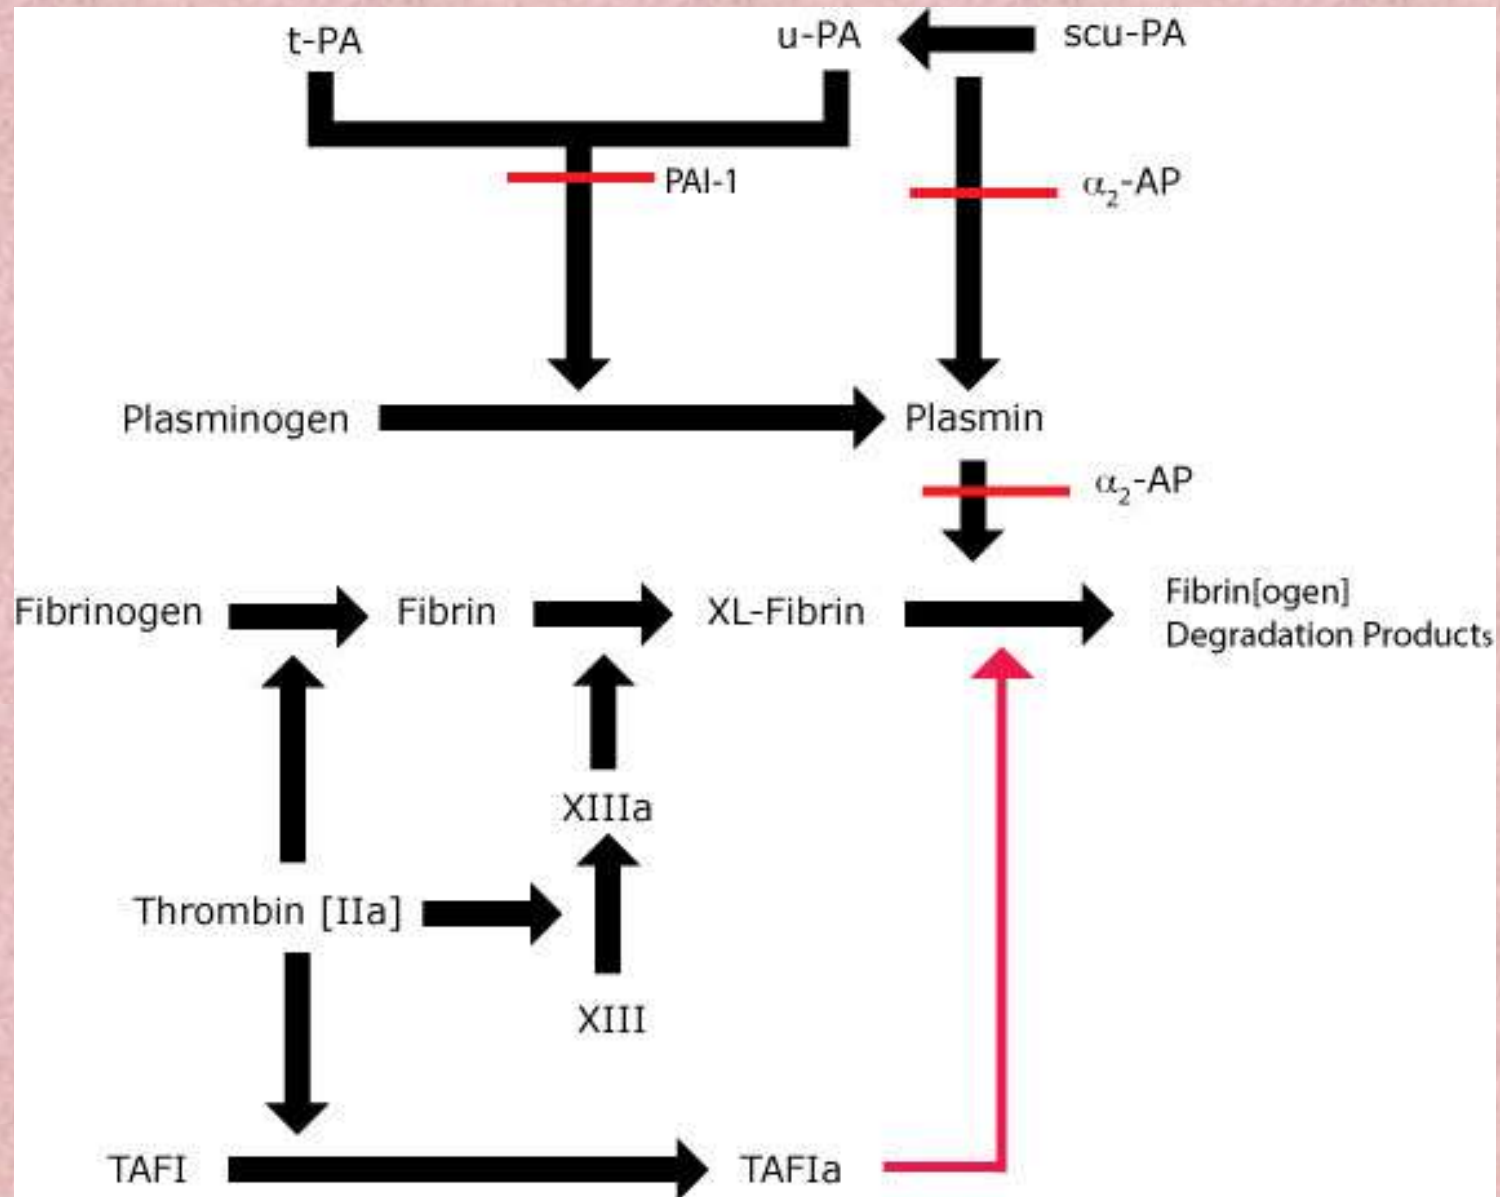 t-PA
u-PA
scu-PA
PAI-1
α₂-AP
Plasminogen
Plasmin
α₂-AP
Fibrinogen
Fibrin
XL-Fibrin
Fibrin[ogen]
Degradation Products
XIIIa
Thrombin [IIa]
XIII
TAFI
TAFIa